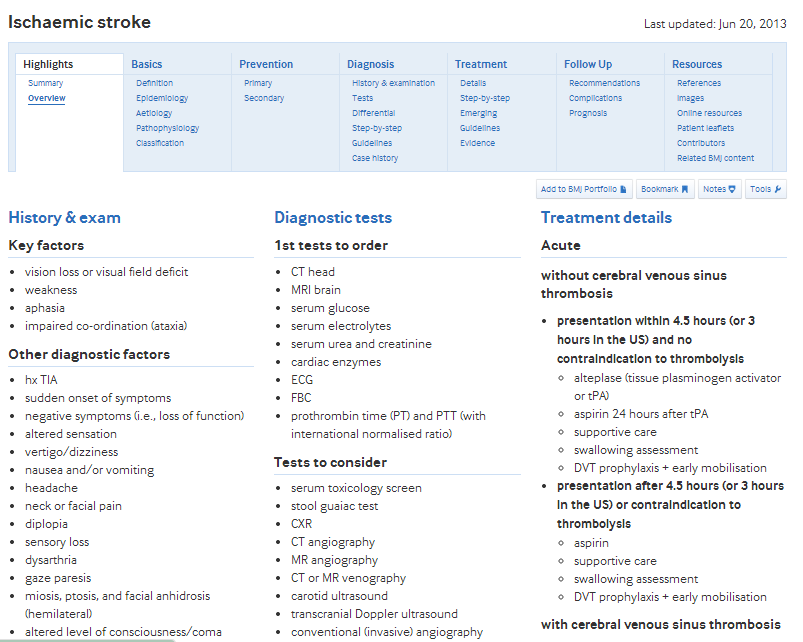 Ischaemic stroke
Last updated: Jun 20, 2013
Highlights
Summary
Overview
Basics
Definition
Epidemiology
Aetiology
Pathophysiology
Classification
Prevention
Primary
Secondary
Diagnosis
History & examination
Tests
Differential
Step-by-step
Guidelines
Case history
Treatment
Details
Step-by-step
Emerging
Guidelines
Evidence
Follow Up
Recommendations
Complications
Prognosis
Resources
References
Images
Online resources
Patient leaflets
Contributors
Related BMJ content
Add to BMJ Portfolio
Bookmark
Notes
Tools
History & exam
Key factors
vision loss or visual field deficit
weakness
aphasia
impaired co-ordination (ataxia)
Other diagnostic factors
hx TIA
sudden onset of symptoms
negative symptoms (i.e., loss of function)
altered sensation
vertigo/dizziness
nausea and/or vomiting
headache
neck or facial pain
diplopia
sensory loss
dysarthria
gaze paresis
miosis, ptosis, and facial anhidrosis
(hemilateral)
altered level of consciousness/coma
Diagnostic tests
1st tests to order
CT head
MRI brain
serum glucose
serum electrolytes
serum urea and creatinine
cardiac enzymes
ECG
FBC
prothrombin time (PT) and PTT (with
international normalised ratio)
Tests to consider
serum toxicology screen
stool guaiac test
CXR
CT angiography
MR angiography
CT or MR venography
carotid ultrasound
transcranial Doppler ultrasound
conventional (invasive) angiography
Treatment details
Acute
without cerebral venous sinus
thrombosis
presentation within 4.5 hours (or 3
hours in the US) and no
contraindication to thrombolysis
alteplase (tissue plasminogen activator
or tPA)
aspirin 24 hours after tPA
supportive care
swallowing assessment
DVT prophylaxis + early mobilisation
presentation after 4.5 hours (or 3 hours
in the US) or contraindication to
thrombolysis
aspirin
supportive care
swallowing assessment
DVT prophylaxis + early mobilisation
with cerebral venous sinus thrombosis